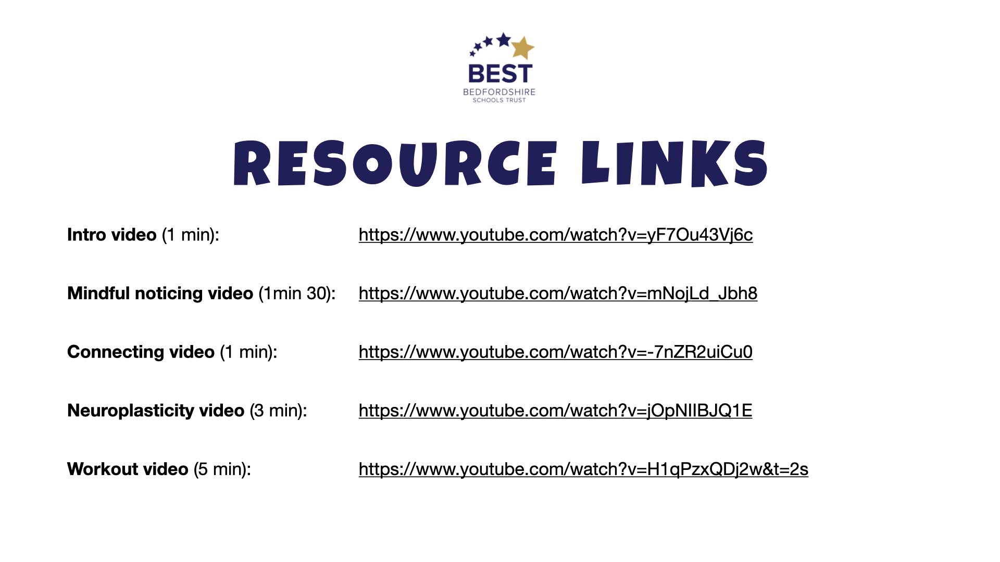 BEST
BEDFORDSHIRE
SCHOOLS TRUST
RESOURCE LINKS
Intro video (1 min): https://www.youtube.com/watch?v=yF7Ou43Vj6c
Mindful noticing video (1min 30): https://www.youtube.com/watch?v=mNojLd_Jbh8
Connecting video (1 min): https://www.youtube.com/watch?v=-7nZR2uiCu0
Neuroplasticity video (3 min): https://www.youtube.com/watch?v=jOpNIIBJQ1E
Workout video (5 min): https://www.youtube.com/watch?v=H1qPzxQDj2w&t=2s